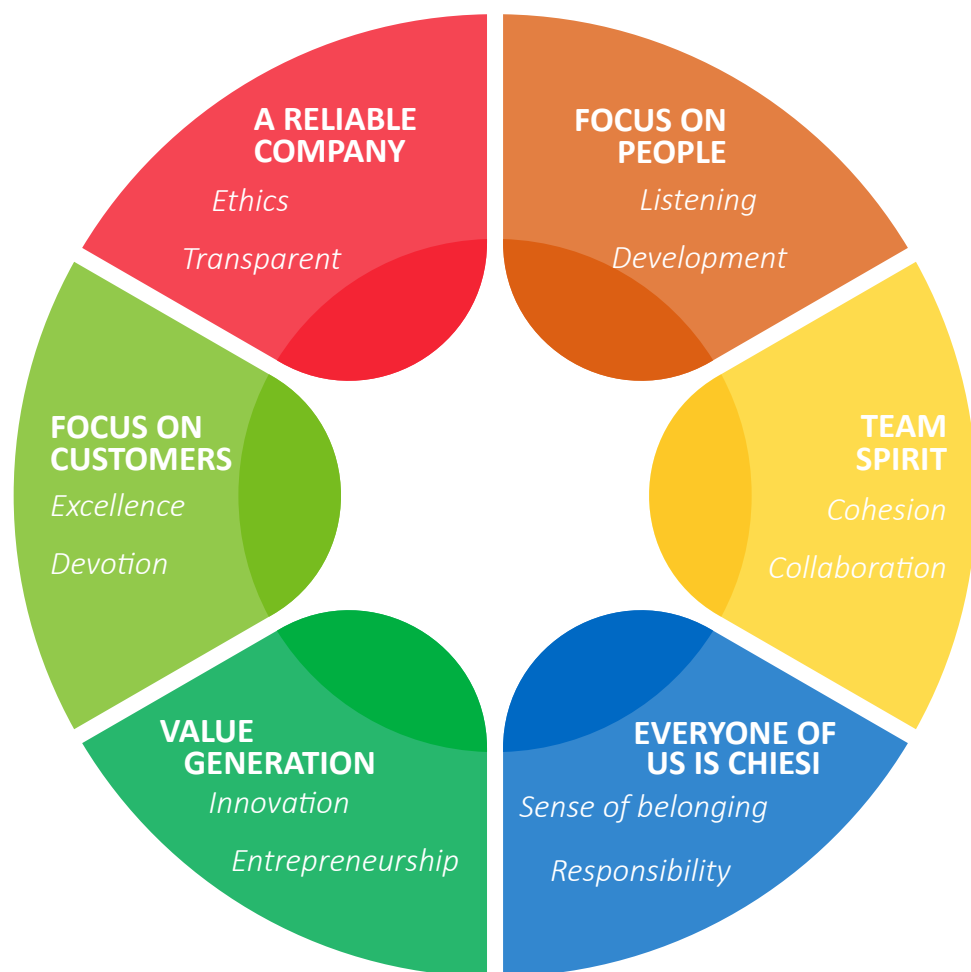 A RELIABLE
COMPANY
Ethics
Transparent
FOCUS ON
PEOPLE
Listening
Development
TEAM
SPIRIT
Cohesion
Collaboration
EVERYONE OF
US IS CHIESI
Sense of belonging
Responsibility
VALUE
GENERATION
Innovation
Entrepreneurship
FOCUS ON
CUSTOMERS
Excellence
Devotion